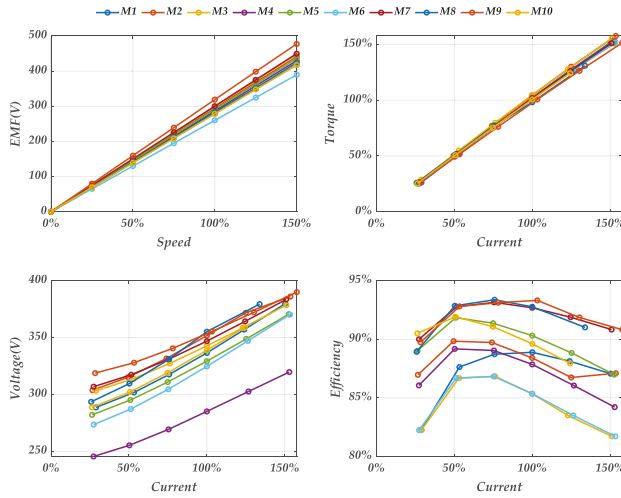 M1 M2 M3 M4 M5 M6 M7 M8 M9 M10
500
400
300
200
100
0
EMF(V)
0% 50% 100% 150%
Speed
150%
100%
50%
0%
Torque
0% 50% 100% 150%
Current
400
350
300
250
Voltage(V)
0% 50% 100% 150%
Current
95%
90%
85%
80%
Efficiency
0% 50% 100% 150%
Current